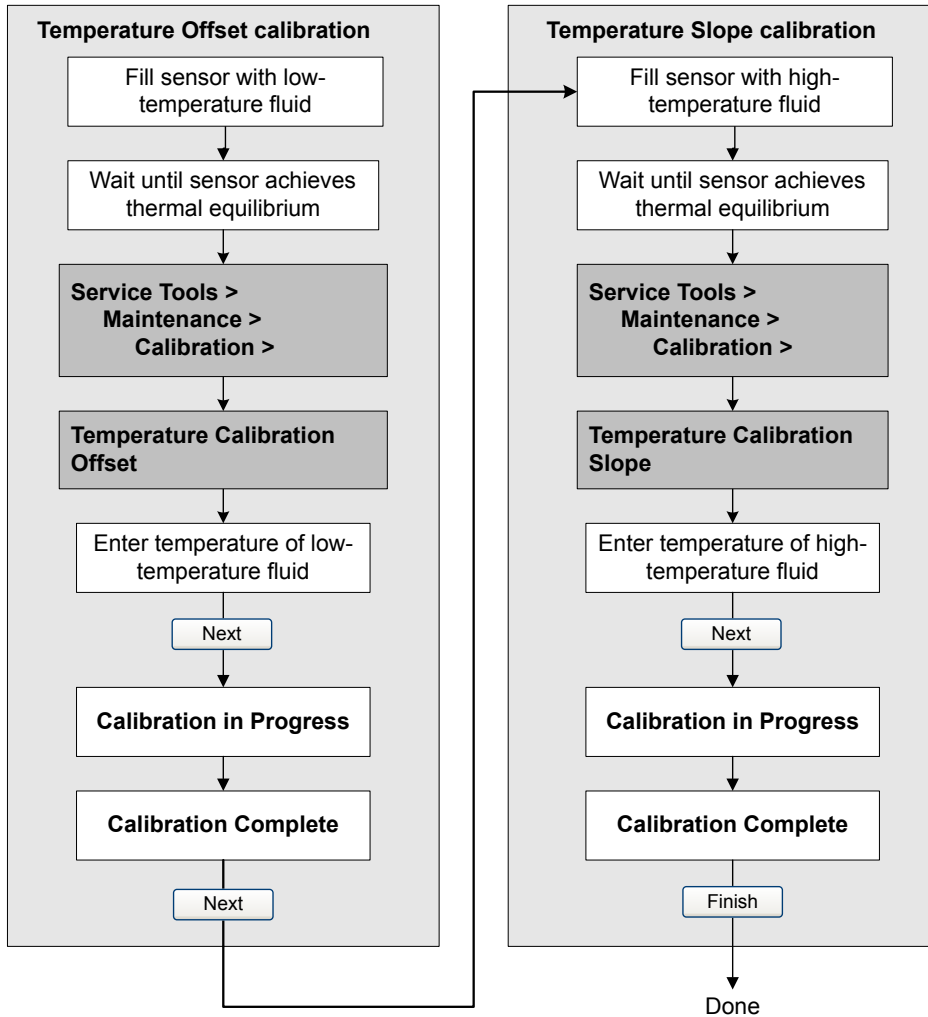 Temperature Offset calibration
Fill sensor with low-
temperature fluid
Wait until sensor achieves
thermal equilibrium
Service Tools >
Maintenance >
Calibration >
Temperature Calibration
Offset
Enter temperature of low-
temperature fluid
Next
Calibration in Progress
Calibration Complete
Next
Temperature Slope calibration
Fill sensor with high-
temperature fluid
Wait until sensor achieves
thermal equilibrium
Service Tools >
Maintenance >
Calibration >
Temperature Calibration
Slope
Enter temperature of high-
temperature fluid
Next
Calibration in Progress
Calibration Complete
Finish
Done